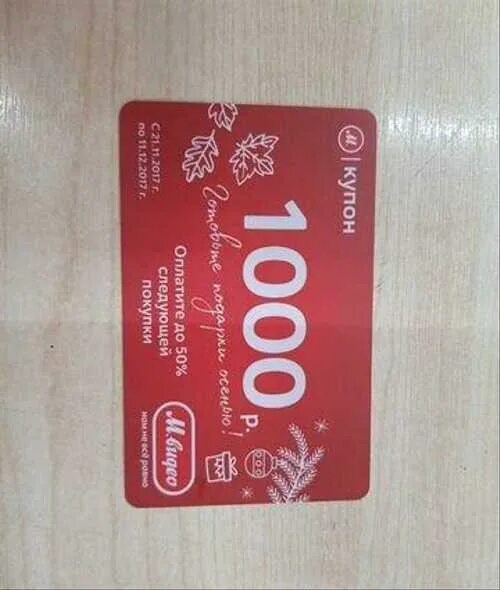 М | КУПОН
1000 р.
Готовьте подарки осенью!
Оплатите до 50%
следующей
покупки
С 21.11.2017 г.
по 11.12.2017 г.
М.видео
нам не всё равно